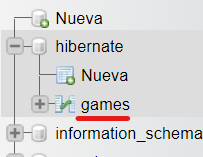 Nueva
hibernate
Nueva
games
information_schema